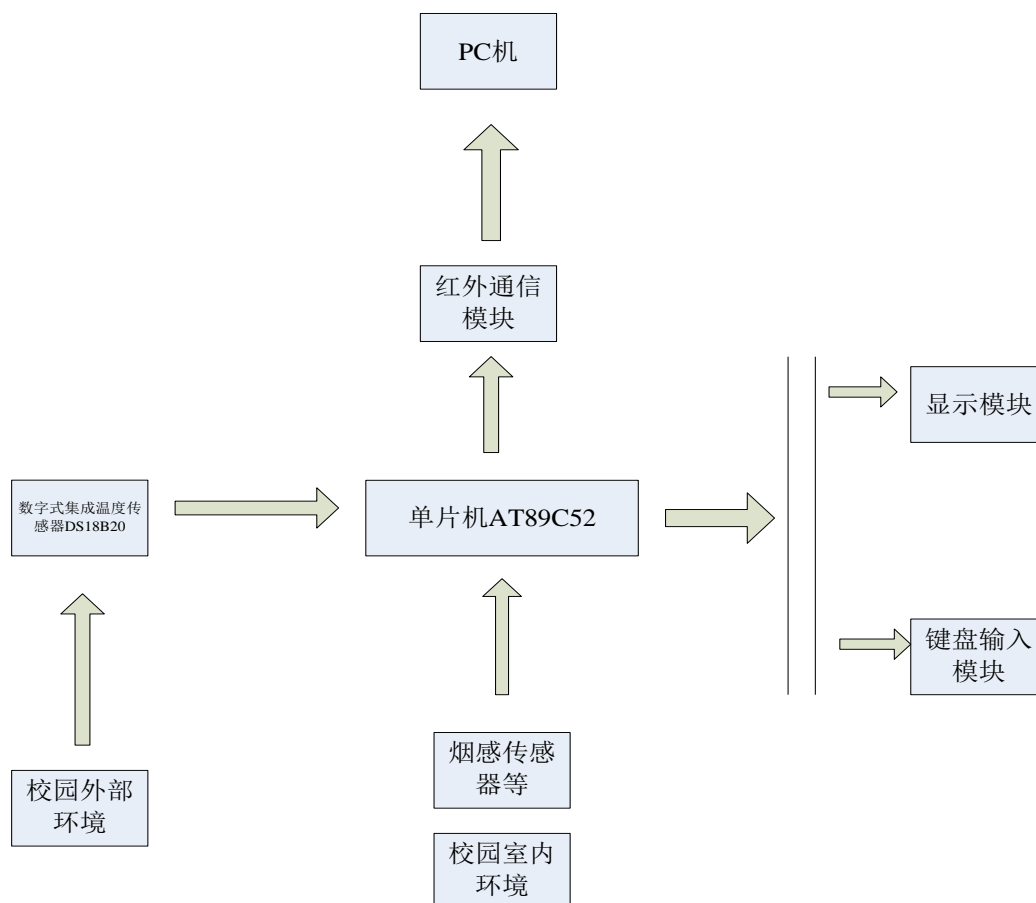 PC机
红外通信
模块
显示模块
数字式集成温度传
感器DS18B20
单片机AT89C52
键盘输入
模块
烟感传感
器等
校园外部
环境
校园室内
环境